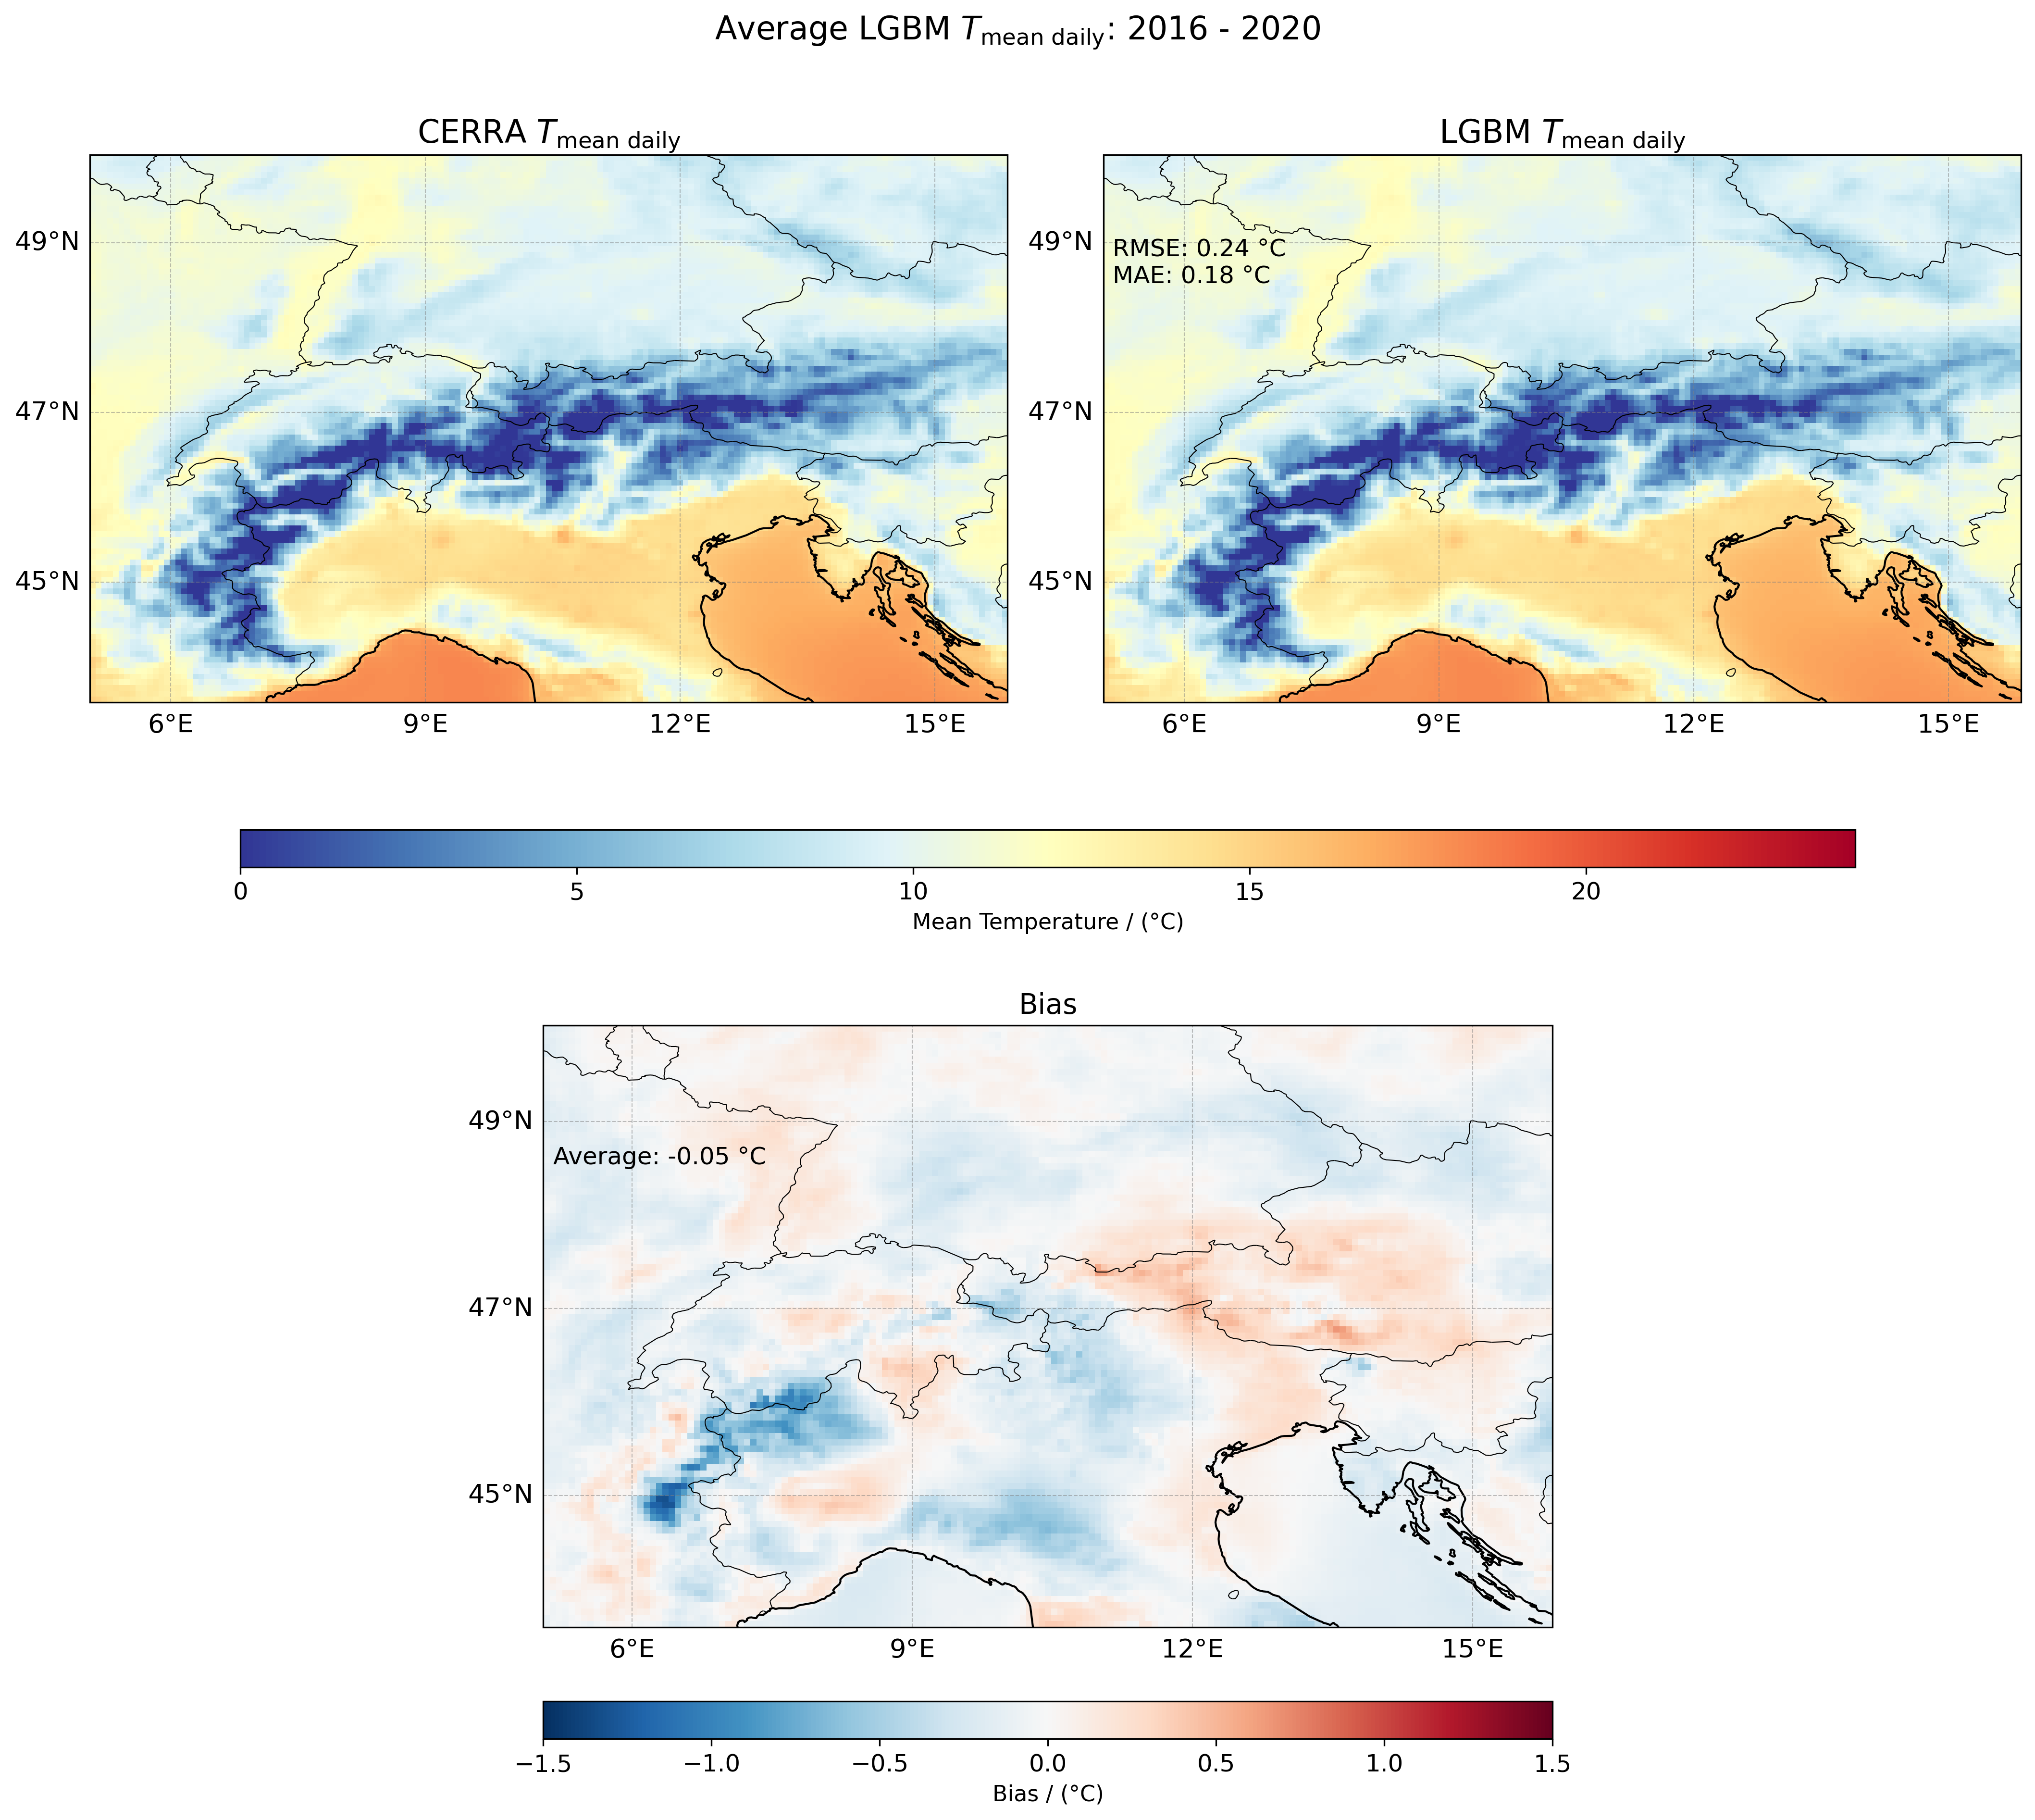 Average LGBM T mean daily: 2016 - 2020
CERRA T mean daily
LGBM T mean daily
49°N
47°N
45°N
6°E 9°E 12°E 15°E
49°N
47°N
45°N
RMSE: 0.24 °C
MAE: 0.18 °C
6°E 9°E 12°E 15°E
0 5 10 15 20
Mean Temperature / (°C)
Bias
49°N
47°N
45°N
Average: -0.05 °C
6°E 9°E 12°E 15°E
−1.5 −1.0 −0.5 0.0 0.5 1.0 1.5
Bias / (°C)